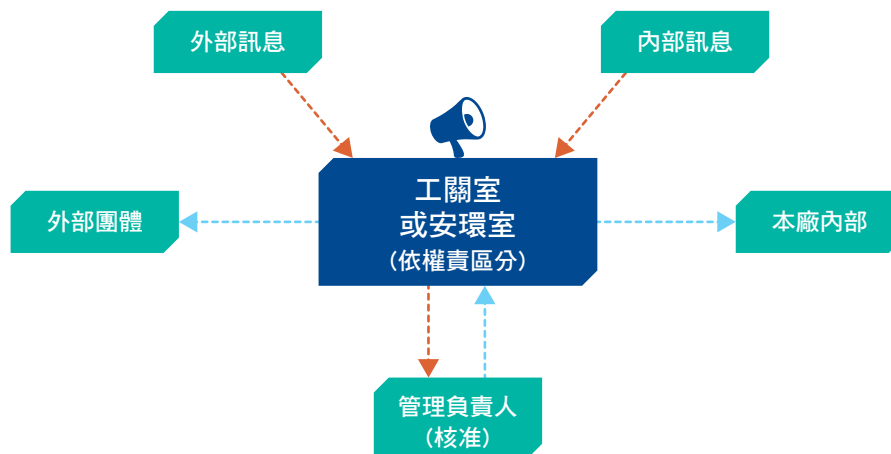 外部訊息
內部訊息
工關室
或安環室
（依權責區分）
外部團體
本廠內部
管理負責人
（核准）